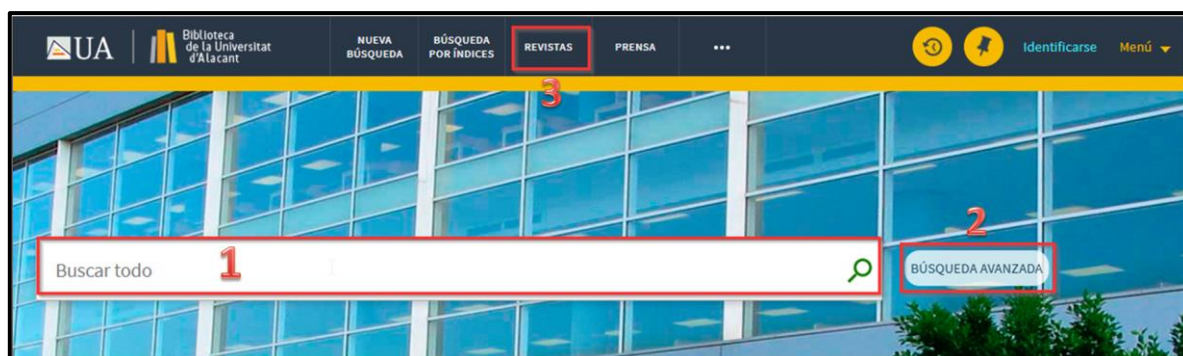 UA
Biblioteca
de la Universitat
d'Alacant
NUEVA
BÚSQUEDA
BÚSQUEDA
POR ÍNDICES
REVISTAS
PRENSA
•••
Identificarse
Menú
3
2
Buscar todo
1
BÚSQUEDA AVANZADA